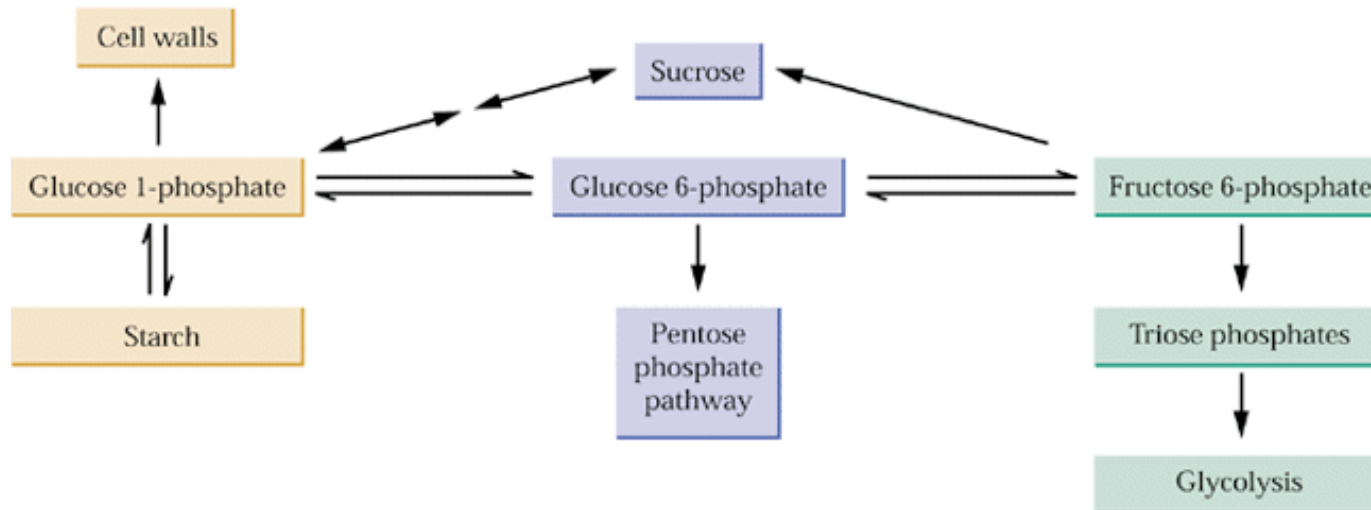 Cell walls
Sucrose
Glucose 1-phosphate
Glucose 6-phosphate
Fructose 6-phosphate
Starch
Pentose
phosphate
pathway
Triose phosphates
Glycolysis